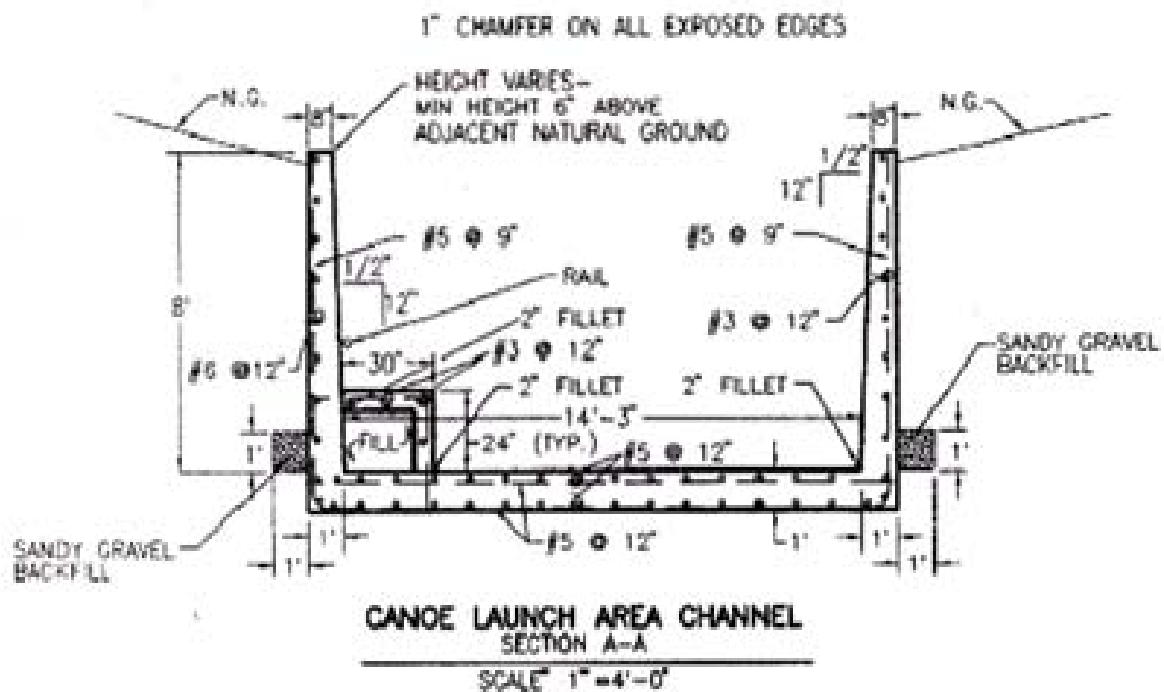 1" CHAMFER ON ALL EXPOSED EDGES
HEIGHT VARIES-
MIN HEIGHT 6" ABOVE
ADJACENT NATURAL GROUND
N.G.
N.G.
8"
8"
1/2"
12"
#5 @ 9"
#5 @ 9"
1/2"
12"
RAIL
8'
2" FILLET
#3 @ 12"
#3 @ 12"
SANDY GRAVEL
BACKFILL
30"
#6 @12"
2" FILLET
2" FILLET
14'-3"
1'
FILL
24" (TYP.)
#5 @ 12"
1'
SANDY GRAVEL
BACKFILL
1'
1'
#5 @ 12"
1'
1'
1'
CANOE LAUNCH AREA CHANNEL
SECTION A-A
SCALE" 1"=4'-0"